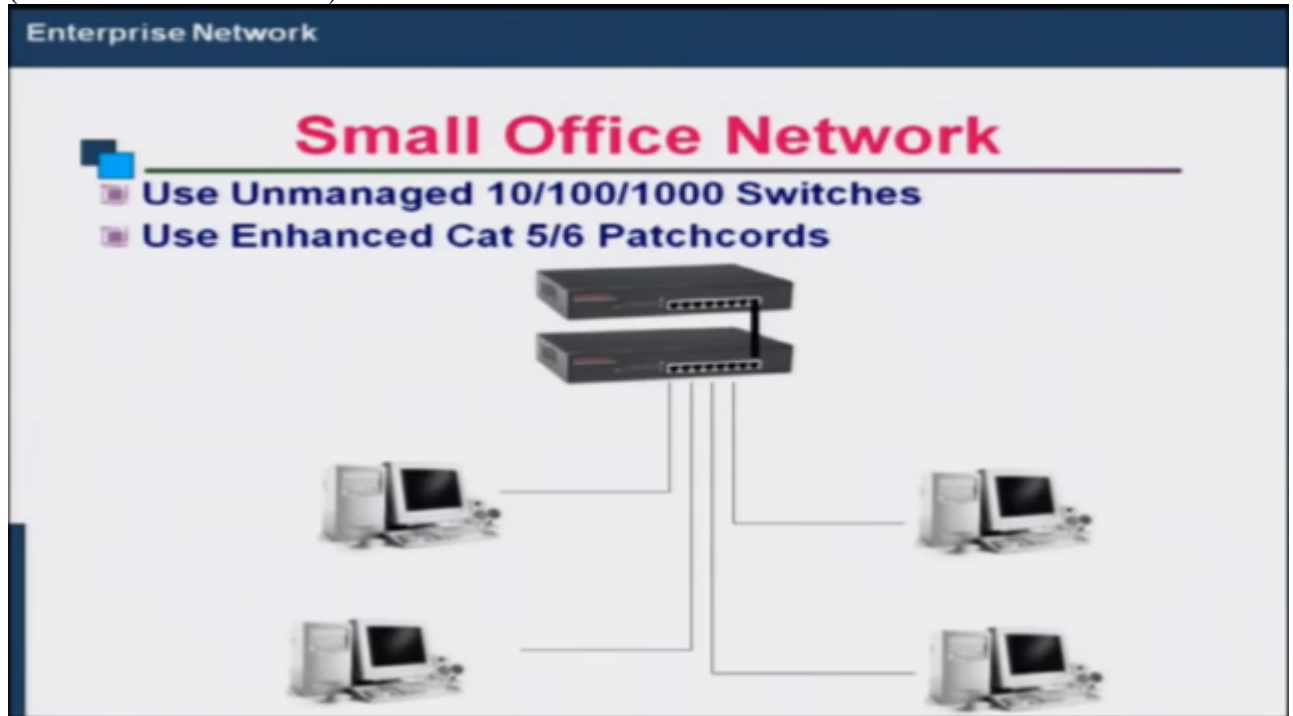 Enterprise Network
Small Office Network
Use Unmanaged 10/100/1000 Switches
Use Enhanced Cat 5/6 Patchcords